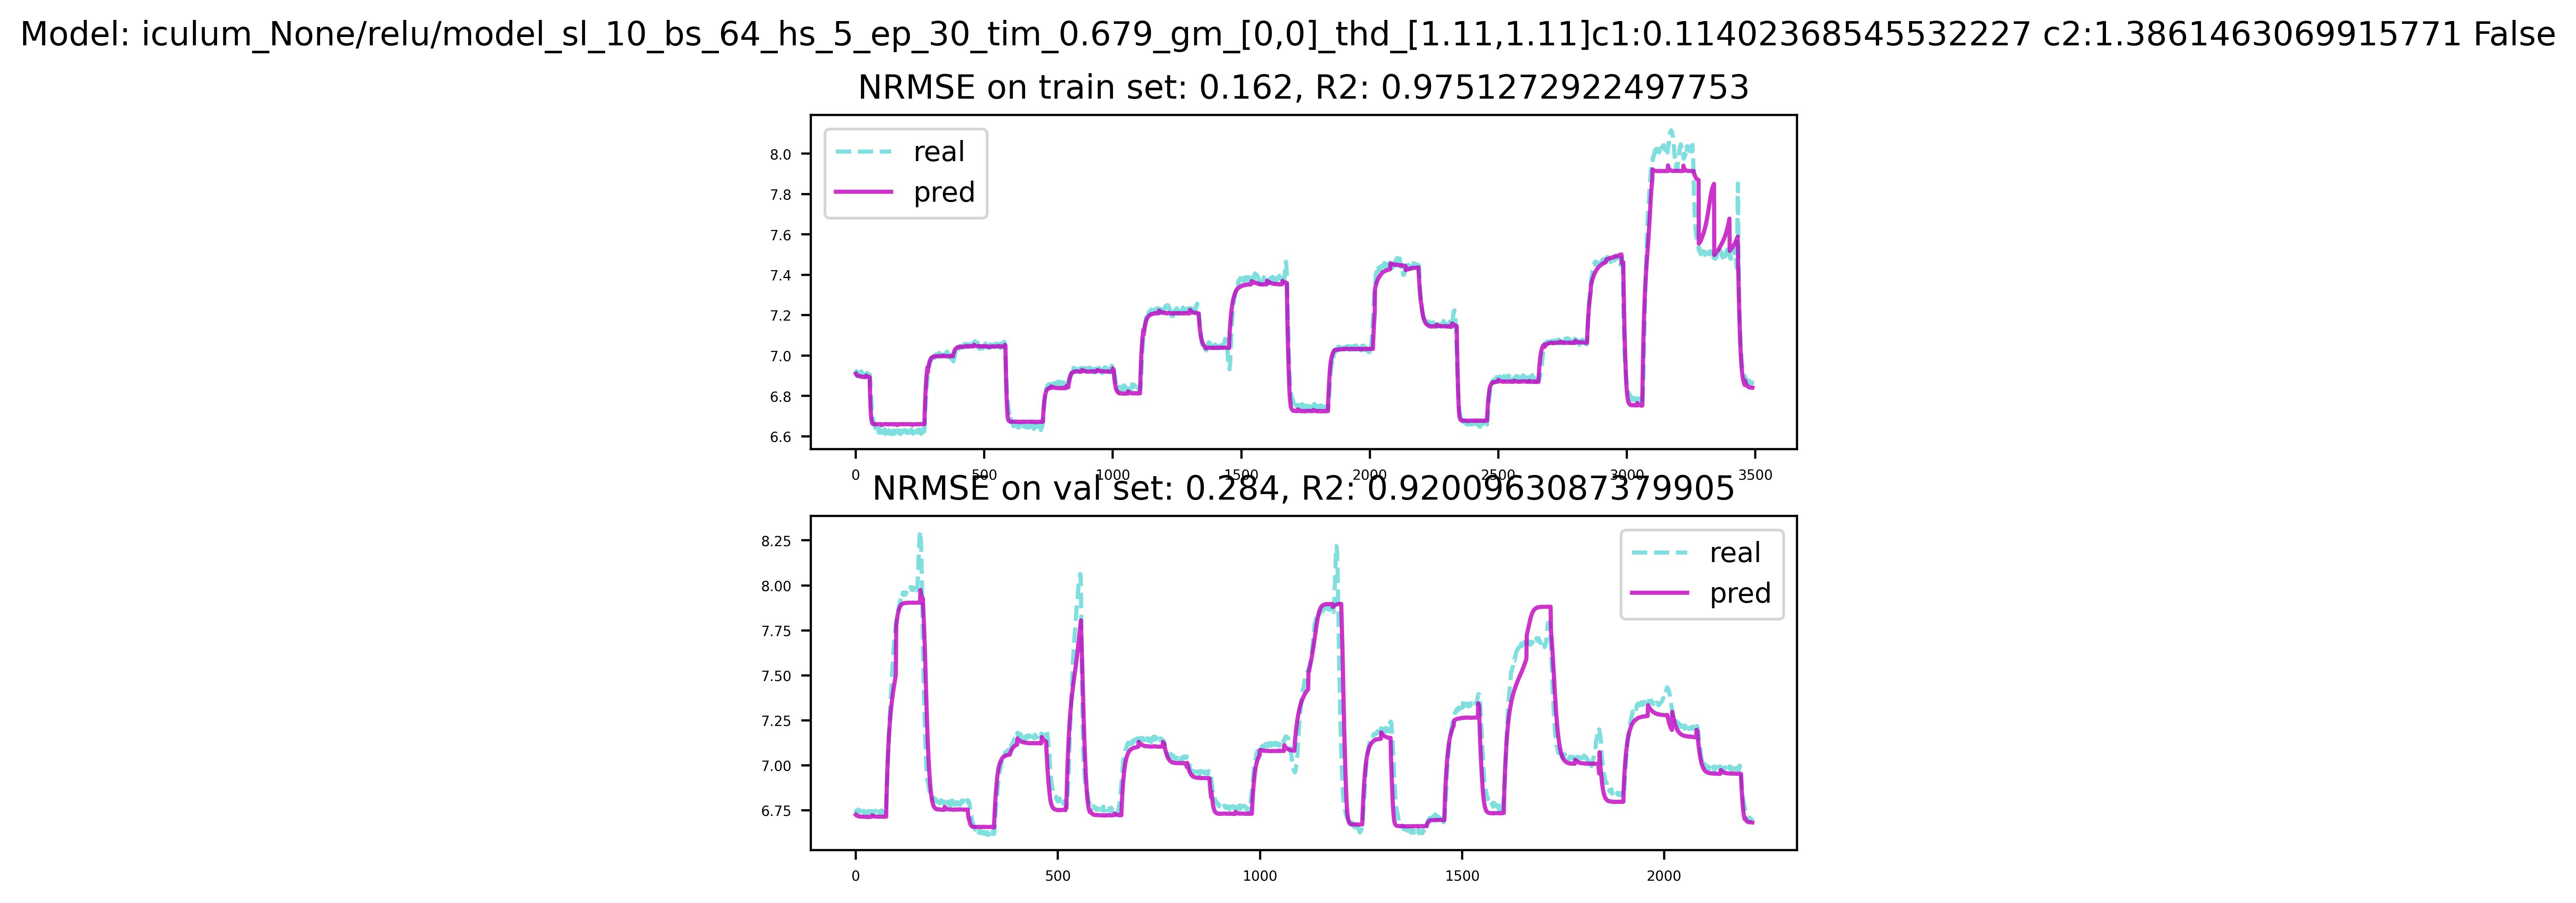 Model: iculum_None/relu/model_sl_10_bs_64_hs_5_ep_30_tim_0.679_gm_[0,0]_thd_[1.11,1.11]c1:0.11402368545532227 c2:1.3861463069915771 False
NRMSE on train set: 0.162, R2: 0.9751272922497753
real
pred
8.0
7.8
7.6
7.4
7.2
7.0
6.8
6.6
0 500 1000 1500 2000 2500 3000 3500
NRMSE on val set: 0.284, R2: 0.9200963087379905
real
pred
8.25
8.00
7.75
7.50
7.25
7.00
6.75
0 500 1000 1500 2000